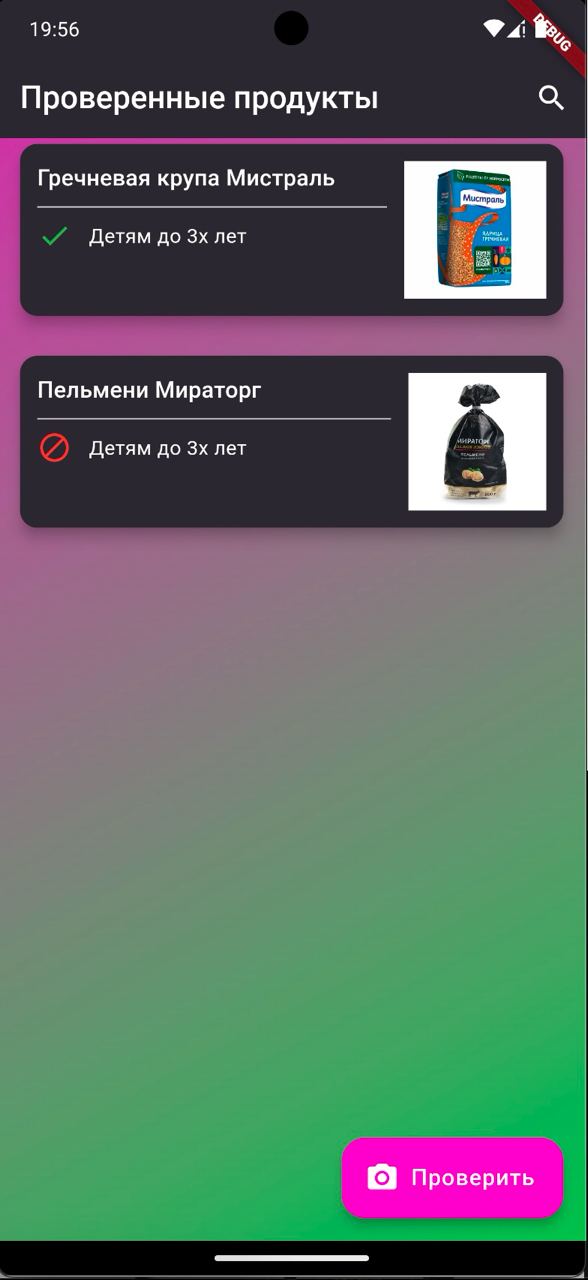 19:56
DEBUG
Проверенные продукты
Гречневая крупа Мистраль
Детям до 3х лет
Мистраль
ЯДРИЦА
ГРЕЧНЕВАЯ
Пельмени Мираторг
Детям до 3х лет
МИРАТОРГ
ПЕЛЬМЕНИ
Проверить